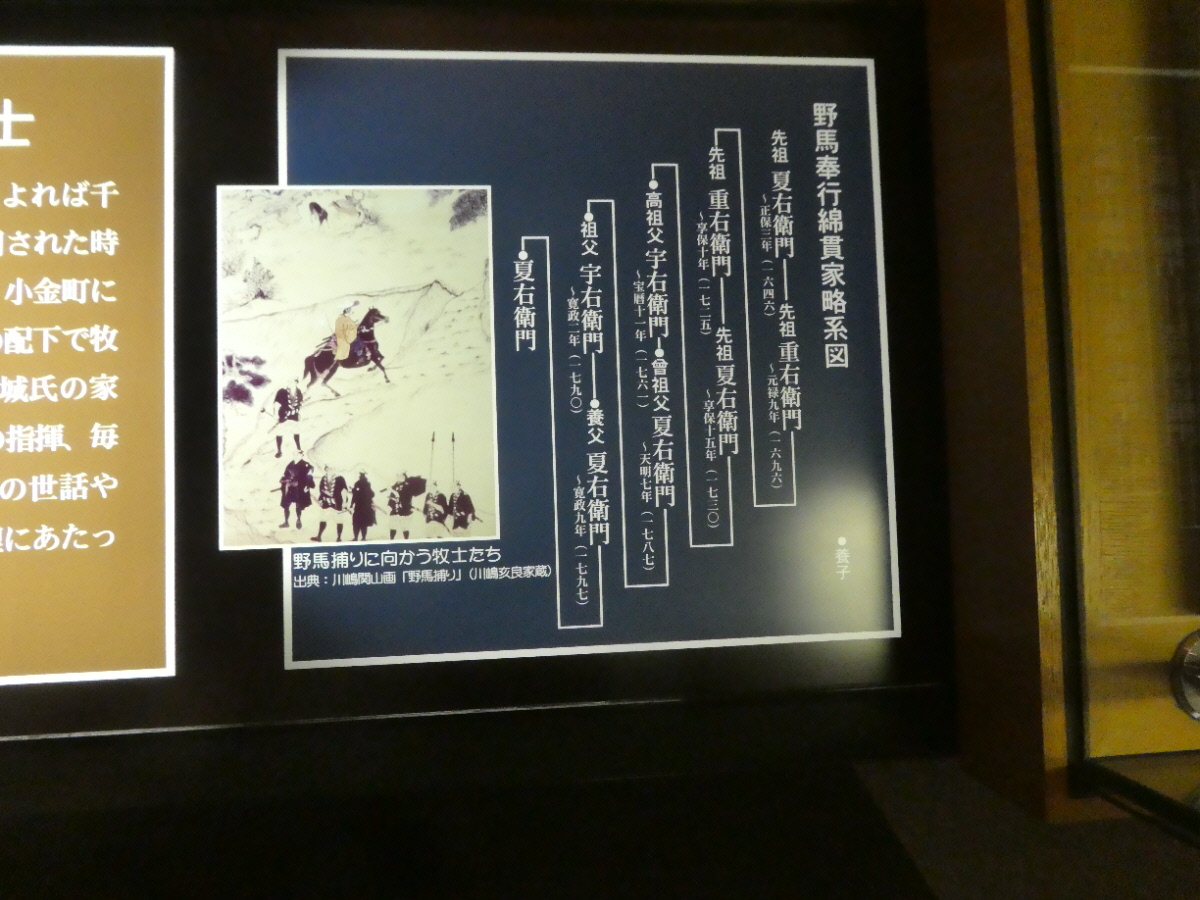 野馬奉行綿貫家略系図
先祖 夏右衛門
～正保三年(一六四六)
先祖 重右衛門
～元禄九年(一六九六)
先祖 重右衛門
～享保十年(一七二五)
先祖 夏右衛門
～享保十五年(一七三〇)
●高祖父 宇右衛門
～宝暦十一年(一七六一)
●曾祖父 夏右衛門
～天明七年(一七八七)
●祖父 宇右衛門
～寛政二年(一七九〇)
●養父 夏右衛門
～寛政九年(一七九七)
●夏右衛門
●養子
野馬捕りに向かう牧士たち
出典：川嶋関山画「野馬捕り」(川嶋亥良家蔵)
士
よれば千
された時
小金町に
配下で牧
城氏の家
指揮、毎
の世話や
にあたっ